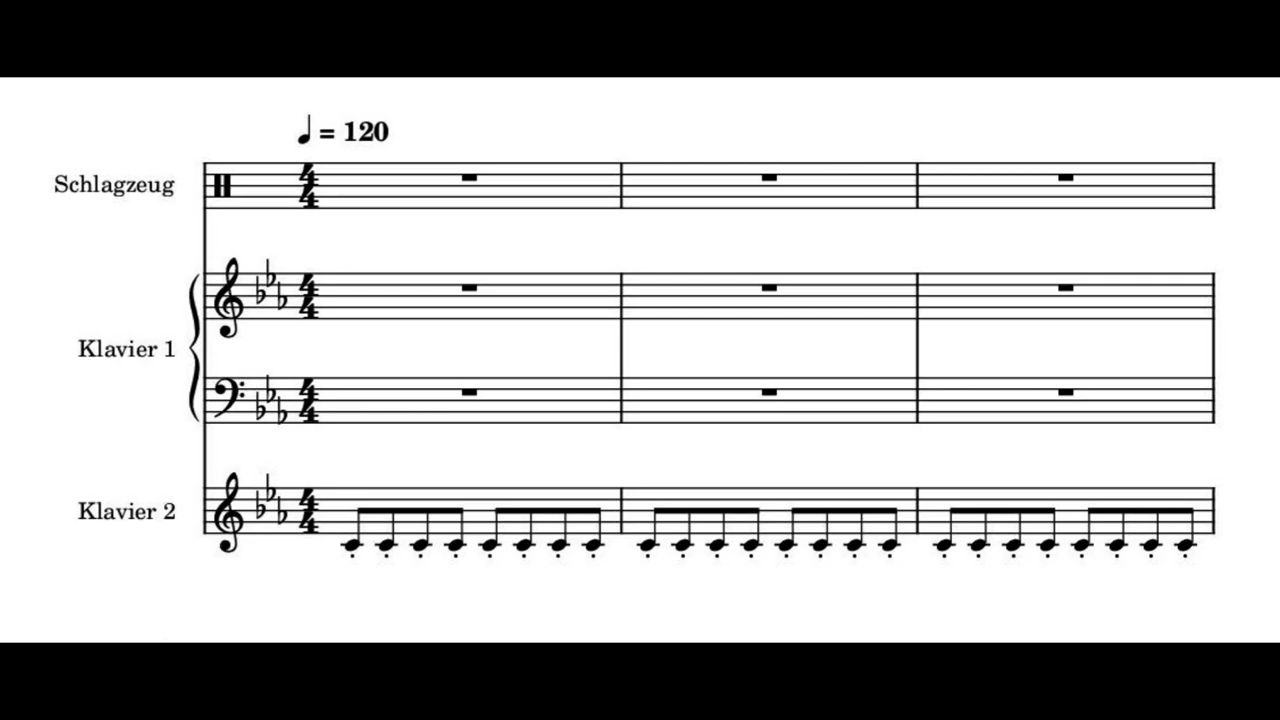 ♩ = 120
Schlagzeug
Klavier 1
Klavier 2